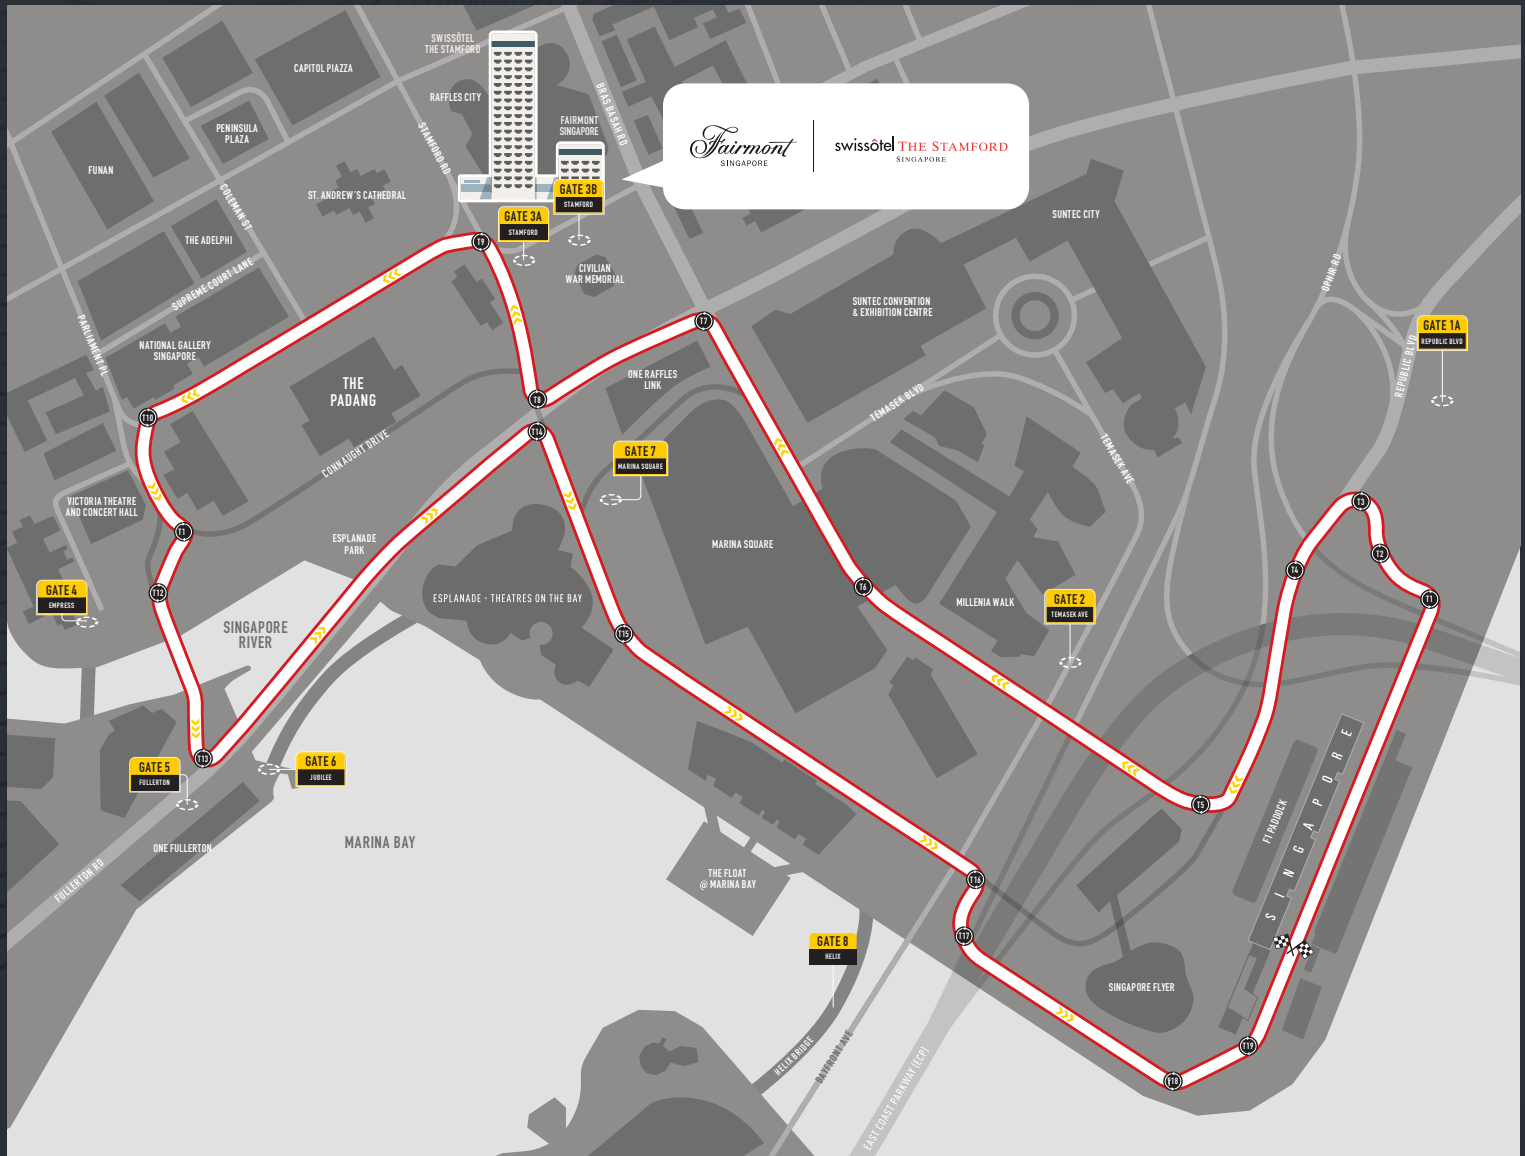 SWISSÔTEL
THE STAMFORD
CAPITOL PIAZZA
RAFFLES CITY
BRAS BASAH RD
FAIRMONT
SINGAPORE
PENINSULA
PLAZA
STAMFORD RD
Fairmont
SINGAPORE
swissôtel THE STAMFORD
SINGAPORE
FUNAN
ST. ANDREW'S CATHEDRAL
COLEMAN ST
GATE 3B
STAMFORD
GATE 3A
STAMFORD
SUNTEC CITY
THE ADELPHI
T9
SUPREME COURT LANE
CIVILIAN
WAR MEMORIAL
OPHIR RD
SUNTEC CONVENTION
& EXHIBITION CENTRE
T7
GATE 1A
REPUBLIC BLVD
PARLIAMENT PL
NATIONAL GALLERY
SINGAPORE
REPUBLIC BLVD
ONE RAFFLES
LINK
THE
PADANG
T8
TEMASEK BLVD
T10
T14
CONNAUGHT DRIVE
GATE 7
MARINA SQUARE
TEMASEK AVE
VICTORIA THEATRE
AND CONCERT HALL
T3
T1
ESPLANADE
PARK
MARINA SQUARE
T2
T4
T6
T12
GATE 4
EMPRESS
ESPLANADE - THEATRES ON THE BAY
MILLENIA WALK
GATE 2
TEMASEK AVE
T1
SINGAPORE
RIVER
T15
T13
GATE 5
FULLERTON
GATE 6
JUBILEE
SINGAPORE
T5
F1 PADDOCK
MARINA BAY
ONE FULLERTON
FULLERTON RD
THE FLOAT
@ MARINA BAY
T16
T17
GATE 8
HELIX
SINGAPORE FLYER
T19
HELIX BRIDGE
BAYFRONT AVE
T18
EAST COAST PARKWAY (ECP)